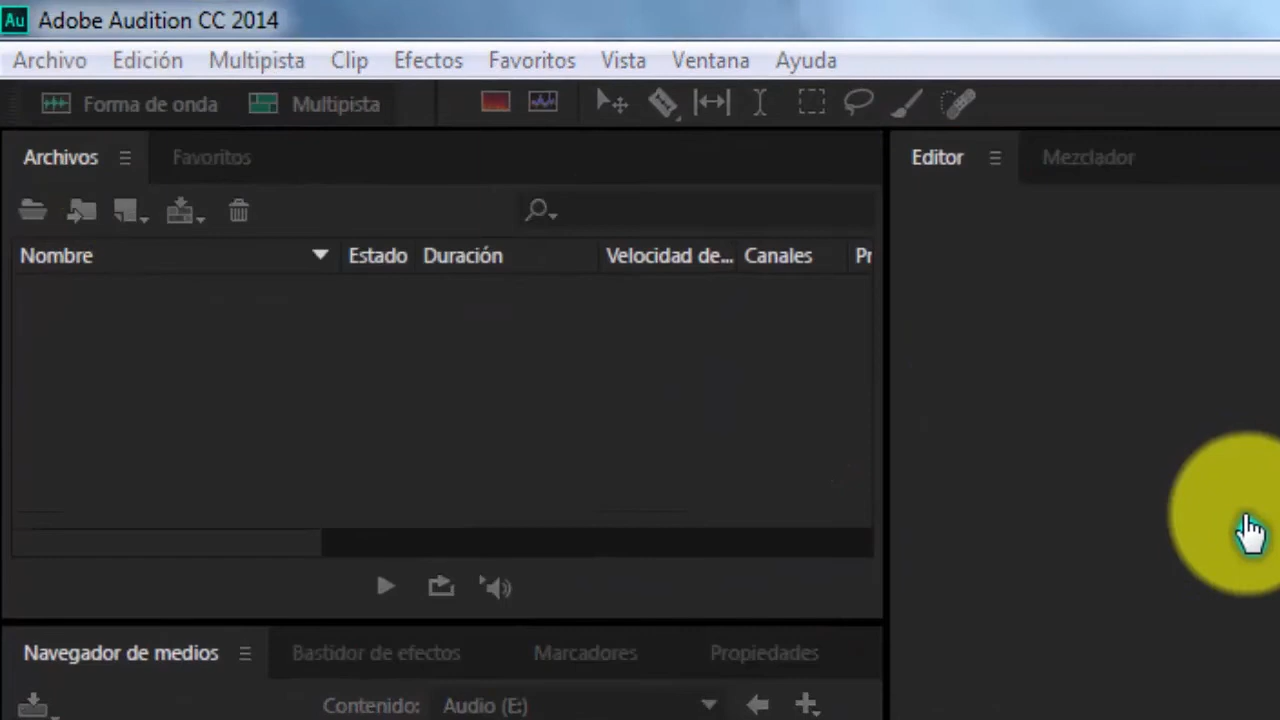 Au Adobe Audition CC 2014
Archivo Edición Multipista Clip Efectos Favoritos Vista Ventana Ayuda
Forma de onda Multipista
Archivos Favoritos Editor Mezclador
Nombre Estado Duración Velocidad de... Canales Pr
Navegador de medios Bastidor de efectos Marcadores Propiedades
Contenido: Audio (E:)